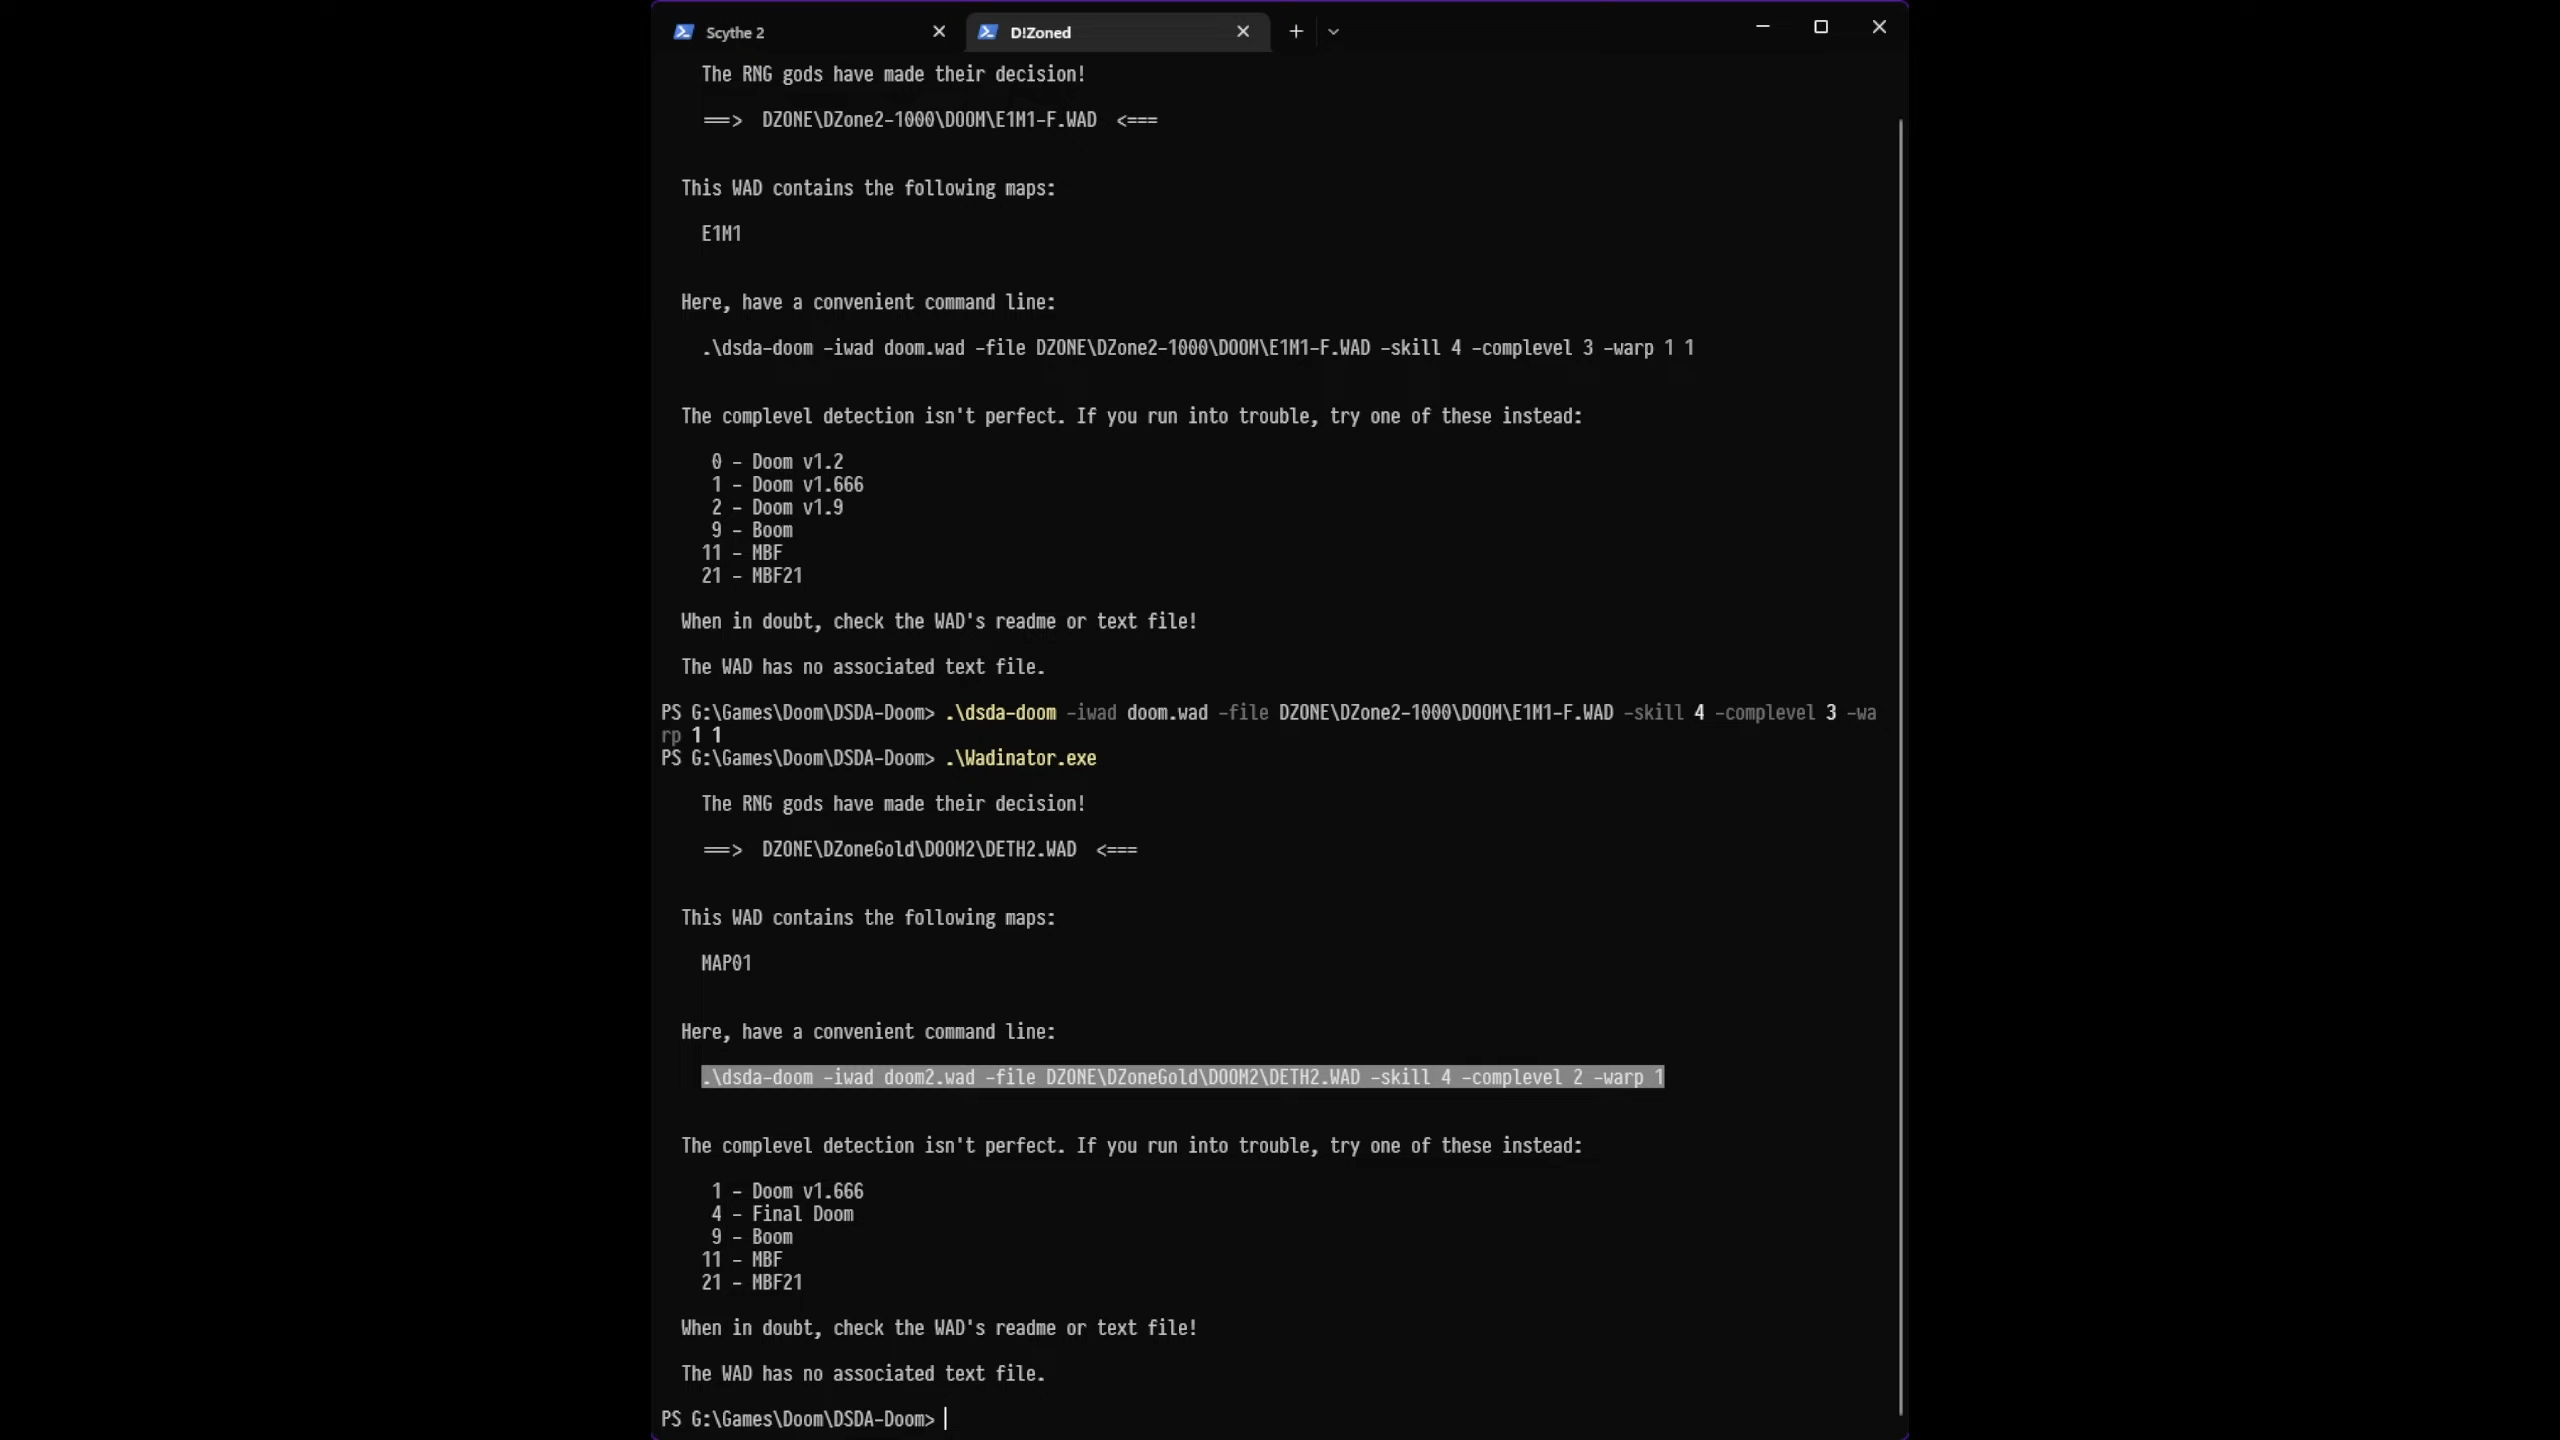 Scythe 2
D!Zoned
The RNG gods have made their decision!
===> DZONE\DZone2-1000\DOOM\E1M1-F.WAD <===
This WAD contains the following maps:
E1M1
Here, have a convenient command line:
.\dsda-doom -iwad doom.wad -file DZONE\DZone2-1000\DOOM\E1M1-F.WAD -skill 4 -complevel 3 -warp 1 1
The complevel detection isn't perfect. If you run into trouble, try one of these instead:
0 - Doom v1.2
1 - Doom v1.666
2 - Doom v1.9
9 - Boom
11 - MBF
21 - MBF21
When in doubt, check the WAD's readme or text file!
The WAD has no associated text file.
PS G:\Games\Doom\DSDA-Doom> .\dsda-doom -iwad doom.wad -file DZONE\DZone2-1000\DOOM\E1M1-F.WAD -skill 4 -complevel 3 -wa
rp 1 1
PS G:\Games\Doom\DSDA-Doom> .\Wadinator.exe
The RNG gods have made their decision!
===> DZONE\DZoneGold\DOOM2\DETH2.WAD <===
This WAD contains the following maps:
MAP01
Here, have a convenient command line:
.\dsda-doom -iwad doom2.wad -file DZONE\DZoneGold\DOOM2\DETH2.WAD -skill 4 -complevel 2 -warp 1
The complevel detection isn't perfect. If you run into trouble, try one of these instead:
1 - Doom v1.666
4 - Final Doom
9 - Boom
11 - MBF
21 - MBF21
When in doubt, check the WAD's readme or text file!
The WAD has no associated text file.
PS G:\Games\Doom\DSDA-Doom>